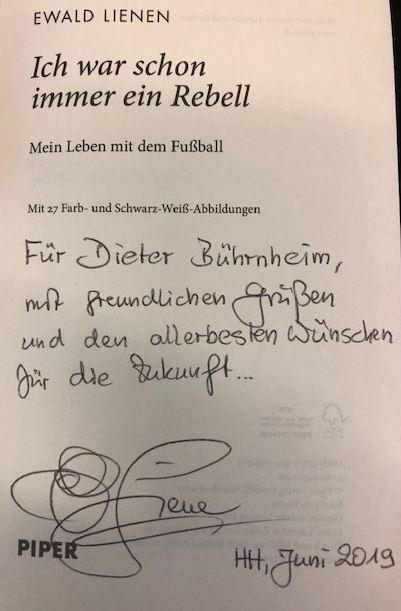 EWALD LIENEN
Ich war schon
immer ein Rebell
Mein Leben mit dem Fußball
Mit 27 Farb- und Schwarz-Weiß-Abbildungen
Für Dieter Bührnheim,
mit freundlichen Grüßen
und den allerbesten Wünschen
für die Zukunft...
PIPER
HH, Juni 2019